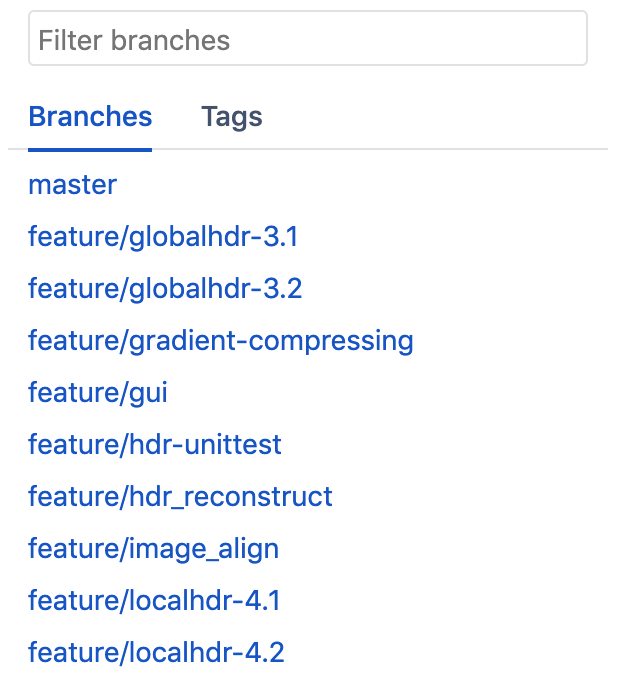 Filter branches
Branches Tags
master
feature/globalhdr-3.1
feature/globalhdr-3.2
feature/gradient-compressing
feature/gui
feature/hdr-unittest
feature/hdr_reconstruct
feature/image_align
feature/localhdr-4.1
feature/localhdr-4.2